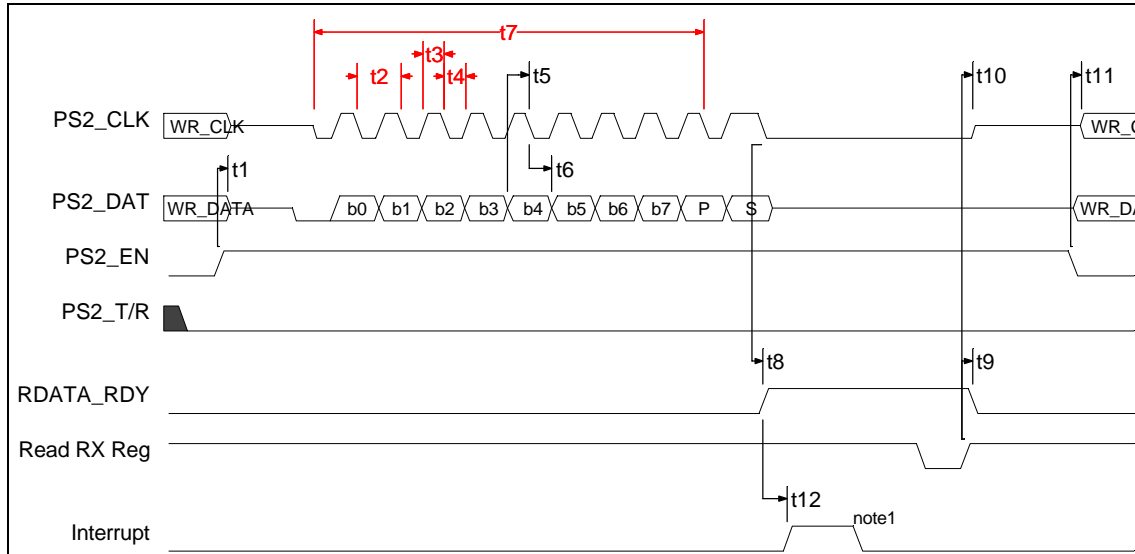 t7
t3
t2
t4
t5
t10
t11
PS2_CLK
WR_CLK
WR_C
t1
t6
PS2_DAT
WR_DATA
b0 b1 b2 b3 b4 b5 b6 b7 P S
WR_DA
PS2_EN
PS2_T/R
t8
t9
RDATA_RDY
Read RX Reg
t12
note1
Interrupt